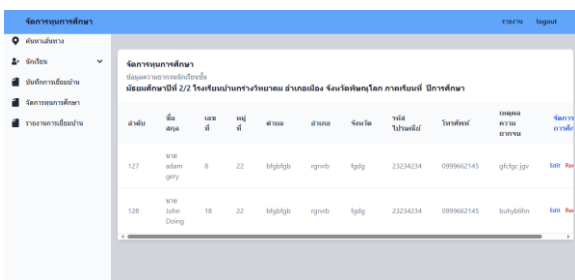 จัดการทุนการศึกษา
รายงาน logout
ค้นหาเส้นทาง
นักเรียน
บันทึกการเยี่ยมบ้าน
จัดการทุนการศึกษา
รายงานการเยี่ยมบ้าน
จัดการทุนการศึกษา
ข้อมูลความยากจนนักเรียนชั้น
มัธยมศึกษาปีที่ 2/2 โรงเรียนบ้านกร่างวิทยาคม อำเภอเมือง จังหวัดพิษณุโลก ภาคเรียนที่ ปีการศึกษา
ลำดับ ชื่อ สกุล เลข ที่ หมู่ ที่ ตำบล อำเภอ จังหวัด รหัส ไปรษณีย์ โทรศัพท์ เหตุผล ความ ยากจน จัดการ การศึก
127 นาย adam gery 8 22 bfgbfgb rgrvrb fgdg 23234234 0999662145 gfcfgc jgv Edit
128 นาย John Doing 18 22 bfgbfgb rgrvrb fgdg 23234234 0999662145 buhyblihn Edit